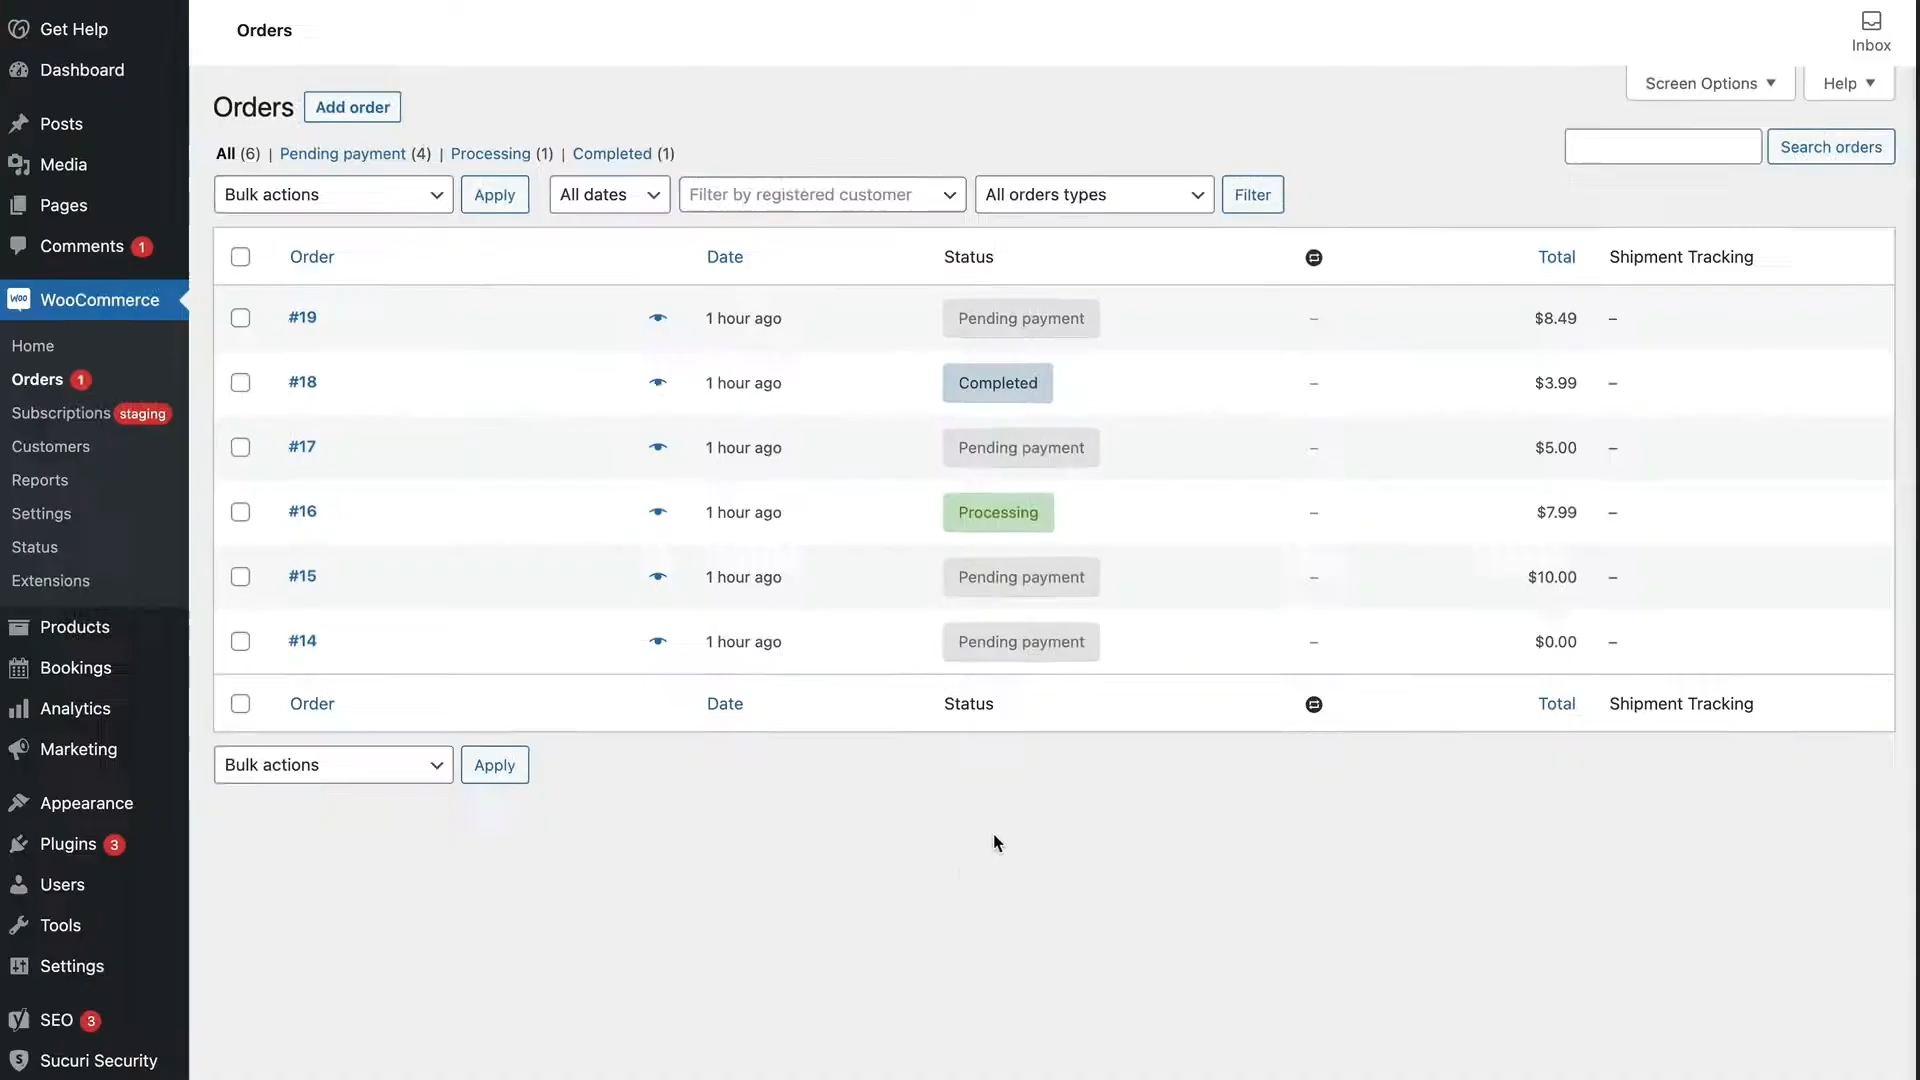 Get Help
Dashboard
Posts
Media
Pages
Comments 1
WOO WooCommerce
Home
Orders 1
Subscriptions staging
Customers
Reports
Settings
Status
Extensions
Products
Bookings
Analytics
Marketing
Appearance
Plugins 3
Users
Tools
Settings
SEO 3
Sucuri Security
Orders
Inbox
Screen Options ▼ Help ▼
Orders Add order
All (6) | Pending payment (4) | Processing (1) | Completed (1)
Search orders
Bulk actions Apply All dates Filter by registered customer All orders types Filter
Order Date Status Total Shipment Tracking
#19 1 hour ago Pending payment – $8.49 –
#18 1 hour ago Completed – $3.99 –
#17 1 hour ago Pending payment – $5.00 –
#16 1 hour ago Processing – $7.99 –
#15 1 hour ago Pending payment – $10.00 –
#14 1 hour ago Pending payment – $0.00 –
Order Date Status Total Shipment Tracking
Bulk actions Apply